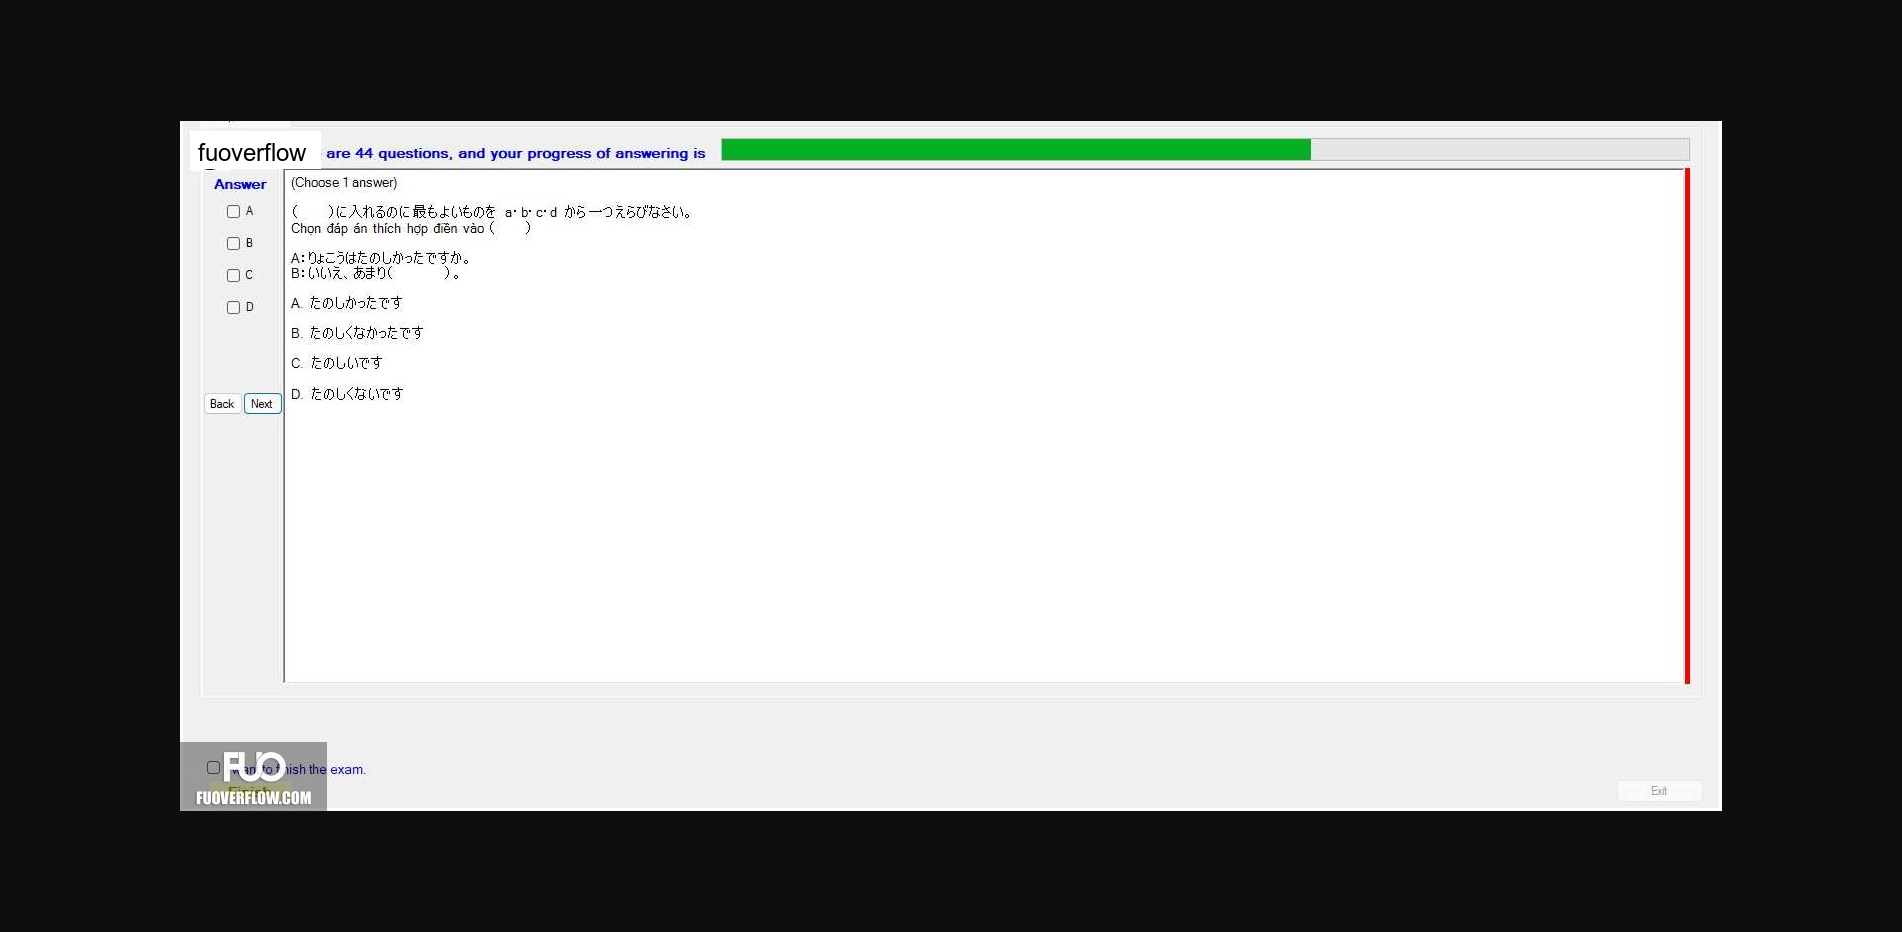 fuoverflow are 44 questions, and your progress of answering is
Answer
(Choose 1 answer)
A
B
C
D
Back Next
(　　)に入れるのに最もよいものを a・b・c・d から一つえらびなさい。
Chọn đáp án thích hợp điền vào (　　)
A:りょこうはたのしかったですか。
B:いいえ、あまり(　　　)。
A. たのしかったです
B. たのしくなかったです
C. たのしいです
D. たのしくないです
FUO
want to finish the exam.
Finish
FUOVERFLOW.COM
Exit